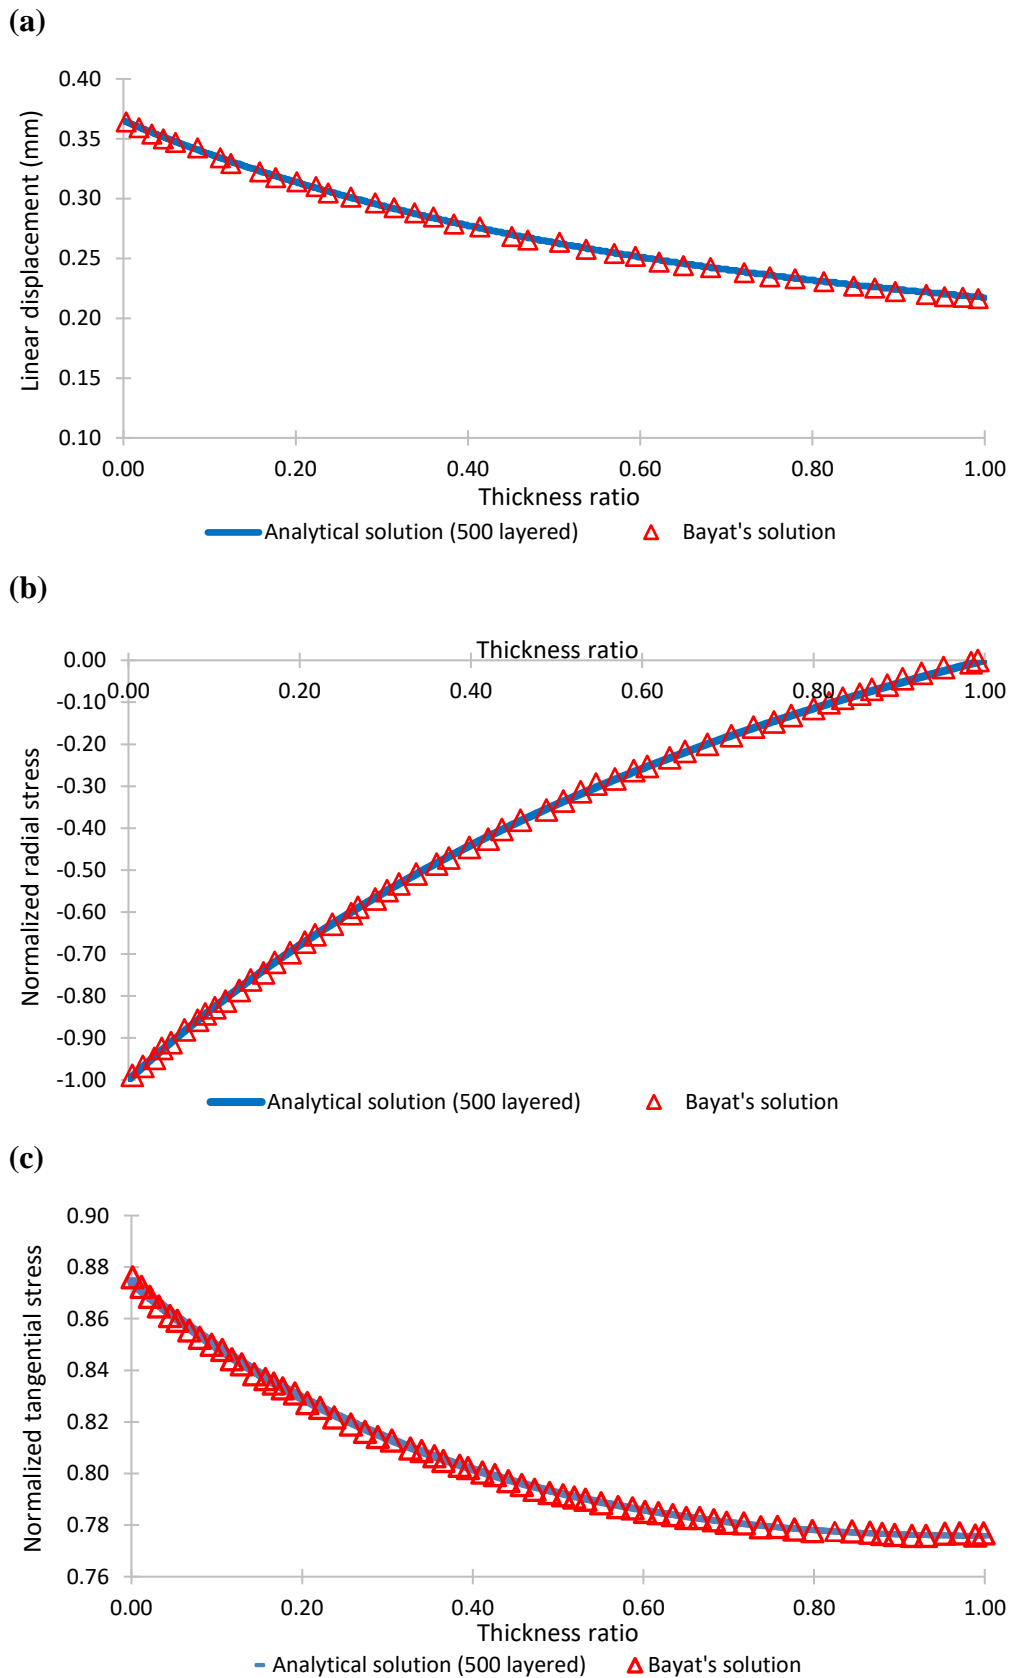 (a)
0.40
0.35
0.30
0.25
0.20
0.15
0.10
Linear displacement (mm)
0.00 0.20 0.40 0.60 0.80 1.00
Thickness ratio
Analytical solution (500 layered) Bayat's solution
(b)
Thickness ratio
0.00
-0.10
-0.20
-0.30
-0.40
-0.50
-0.60
-0.70
-0.80
-0.90
-1.00
Normalized radial stress
0.00 0.20 0.40 0.60 0.80 1.00
Analytical solution (500 layered) Bayat's solution
(c)
0.90
0.88
0.86
0.84
0.82
0.80
0.78
0.76
Normalized tangential stress
0.00 0.20 0.40 0.60 0.80 1.00
Thickness ratio
Analytical solution (500 layered) Bayat's solution